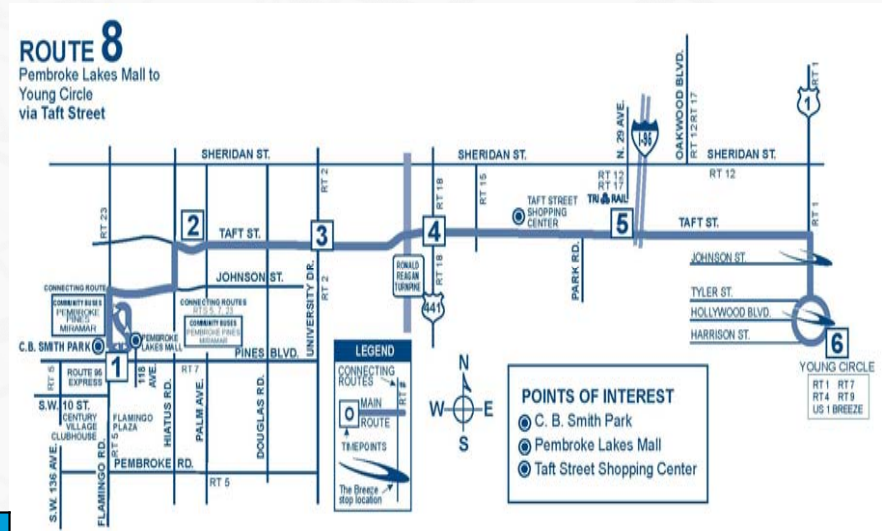 ROUTE 8
Pembroke Lakes Mall to
Young Circle
via Taft Street
SHERIDAN ST.
SHERIDAN ST.
SHERIDAN ST.
RT 12
RT 23
RT 2
RT 18
RT 15
N. 29 AVE.
I-95
OAKWOOD BLVD.
RT 12 RT 17
1
RT 1
RT 12
RT 17
TRI RAIL
TAFT STREET
SHOPPING
CENTER
2
TAFT ST.
3
4
5
TAFT ST.
RT 1
JOHNSON ST.
RT 2
RONALD
REAGAN
TURNPIKE
RT 18
441
PARK RD.
JOHNSON ST.
TYLER ST.
HOLLYWOOD BLVD.
HARRISON ST.
6
YOUNG CIRCLE
RT 1 RT 7
RT 4 RT 9
US 1 BREEZE
CONNECTING ROUTE
COMMUNITY BUSES
PEMBROKE
PINES
MIRAMAR
CONNECTING ROUTES
RTS 5, 7, 23
COMMUNITY BUSES
PEMBROKE PINES
MIRAMAR
C.B. SMITH PARK
1
PEMBROKE
LAKES MALL
PINES BLVD.
UNIVERSITY DR.
RT 5
ROUTE 95
EXPRESS
118
AVE.
RT 7
S.W. 10 ST.
CENTURY
VILLAGE
CLUBHOUSE
FLAMINGO
PLAZA
RT 5
HIATUS RD.
PALM AVE.
DOUGLAS RD.
S.W. 136 AVE.
FLAMINGO RD.
PEMBROKE RD.
RT 5
LEGEND
CONNECTING
ROUTES
RT #
MAIN
ROUTE
TIMEPOINTS
The Breeze
stop location
N
W
E
S
POINTS OF INTEREST
C. B. Smith Park
Pembroke Lakes Mall
Taft Street Shopping Center